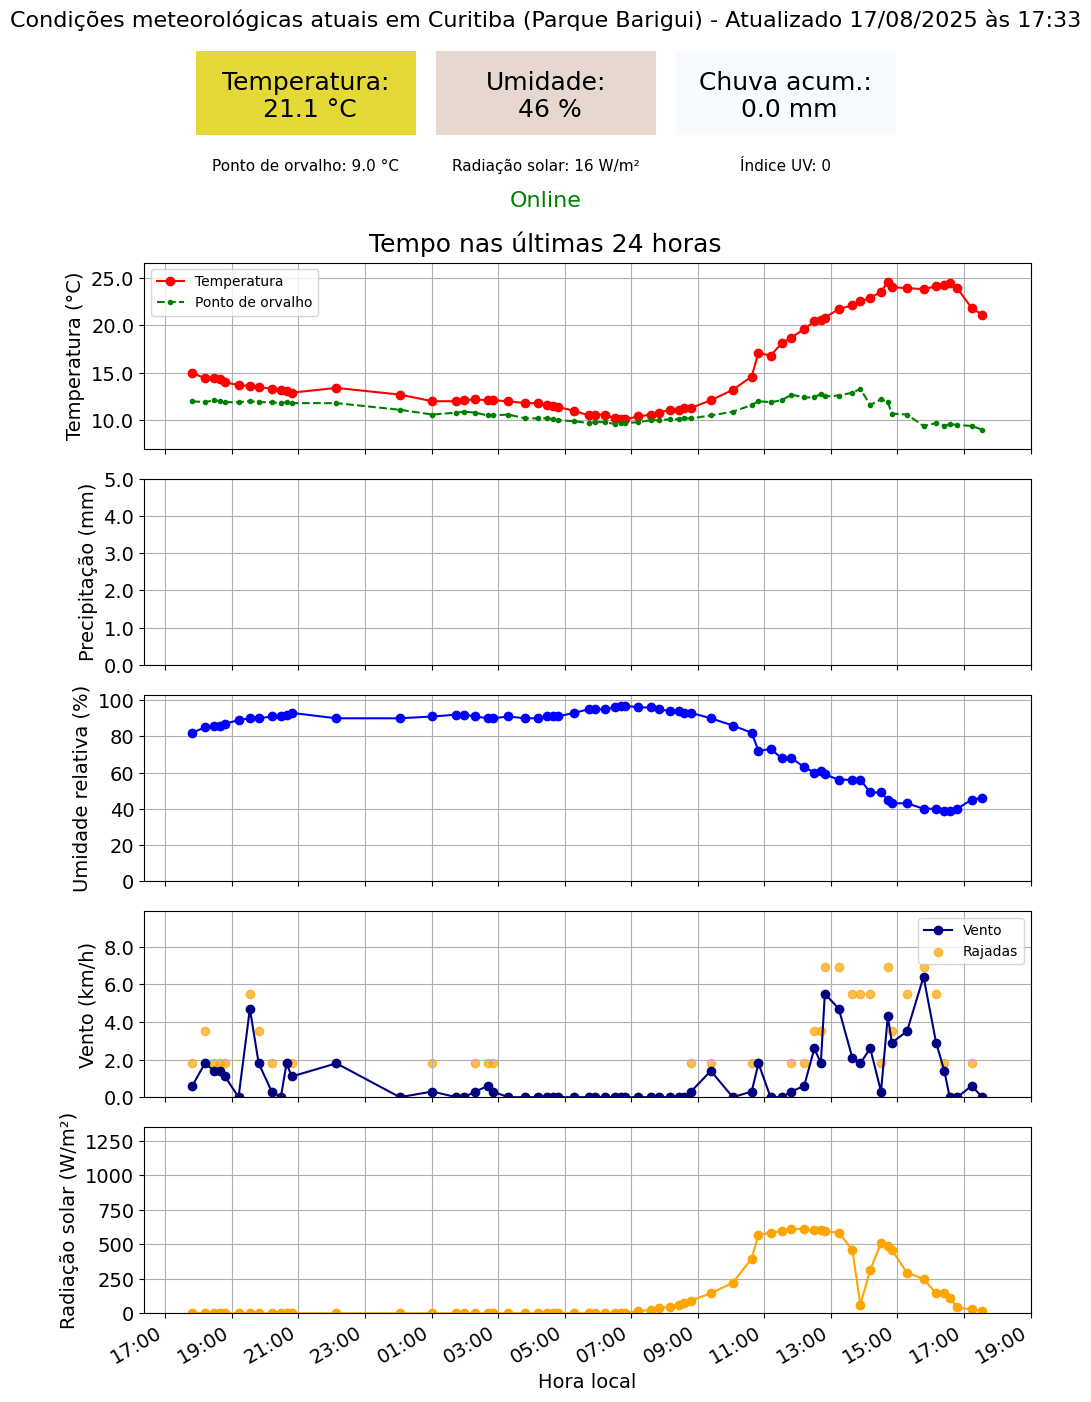 Condições meteorológicas atuais em Curitiba (Parque Barigui) - Atualizado 17/08/2025 às 17:33
Temperatura:
21.1 °C
Umidade:
46 %
Chuva acum.:
0.0 mm
Ponto de orvalho: 9.0 °C
Radiação solar: 16 W/m²
Índice UV: 0
Online
Tempo nas últimas 24 horas
Temperatura (°C)
25.0
20.0
15.0
10.0
Temperatura
Ponto de orvalho
Precipitação (mm)
5.0
4.0
3.0
2.0
1.0
0.0
Umidade relativa (%)
100
80
60
40
20
0
Vento (km/h)
8.0
6.0
4.0
2.0
0.0
Vento
Rajadas
Radiação solar (W/m²)
1250
1000
750
500
250
0
17:00
19:00
21:00
23:00
01:00
03:00
05:00
07:00
09:00
11:00
13:00
15:00
17:00
19:00
Hora local